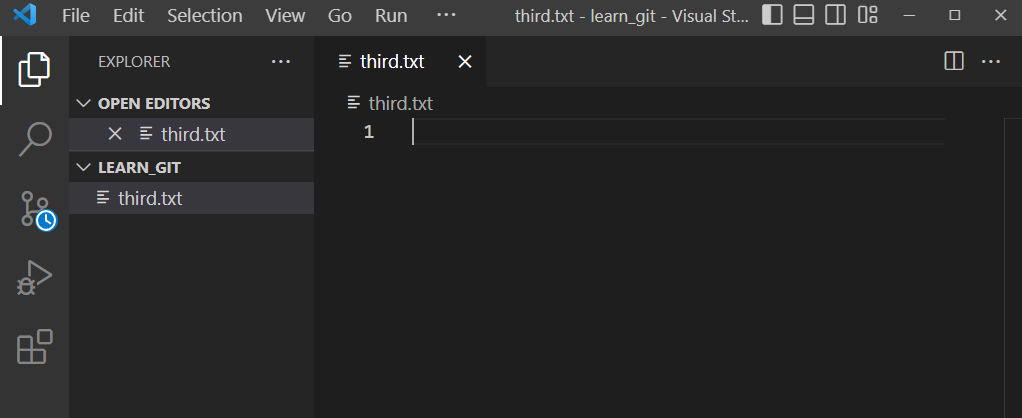 File Edit Selection View Go Run ··· third.txt - learn_git - Visual St...
EXPLORER ···
OPEN EDITORS
third.txt
LEARN_GIT
third.txt
third.txt
third.txt
1